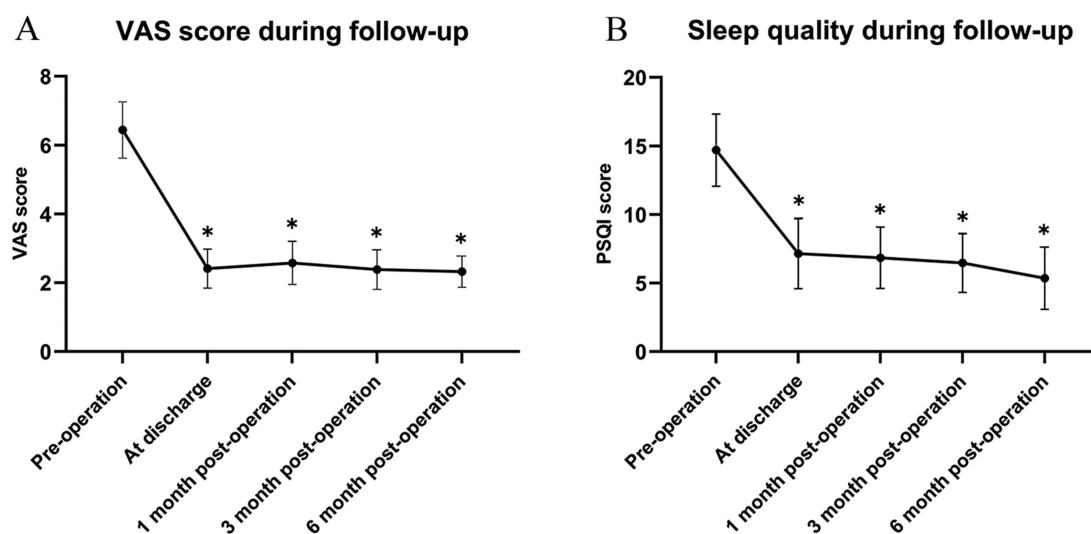 A
VAS score during follow-up
VAS score
8
6
4
2
0
*
*
*
*
Pre-operation
At discharge
1 month post-operation
3 month post-operation
6 month post-operation
B
Sleep quality during follow-up
PSQI score
20
15
10
5
0
*
*
*
*
Pre-operation
At discharge
1 month post-operation
3 month post-operation
6 month post-operation